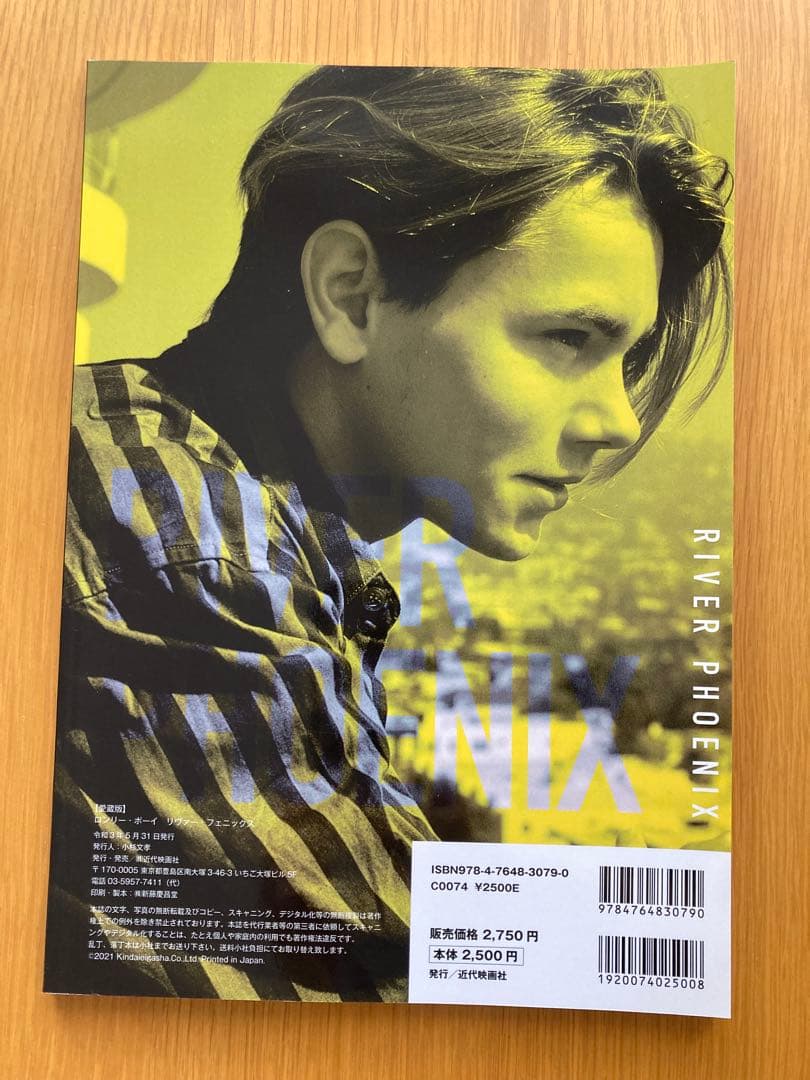 RIVER
PHOENIX
RIVER PHOENIX
【愛蔵版】
ロンリー・ボーイ リヴァー・フェニックス
令和3年5月31日発行
発行人:小杉文孝
発行・発売/㈱近代映画社
〒170-0005 東京都豊島区南大塚3-46-3 いちご大塚ビル5F
電話 03-5957-7411(代)
印刷・製本:㈱新藤慶昌堂
本誌の文字、写真の無断転載及びコピー、スキャニング、デジタル化等の無断複製は著作
権上での例外を除き禁止されております。本誌を代行業者等の第三者に依頼してスキャニ
ングやデジタル化することは、たとえ個人や家庭内の利用でも著作権法違反です。
乱丁、落丁本は小社までお送り下さい。送料小社負担にてお取り替え致します。
©2021 Kindaieigasha.Co.,Ltd. Printed in Japan.
ISBN978-4-7648-3079-0
C0074 ¥2500E
販売価格 2,750円
本体 2,500円
発行/近代映画社
9784764830790
1920074025008